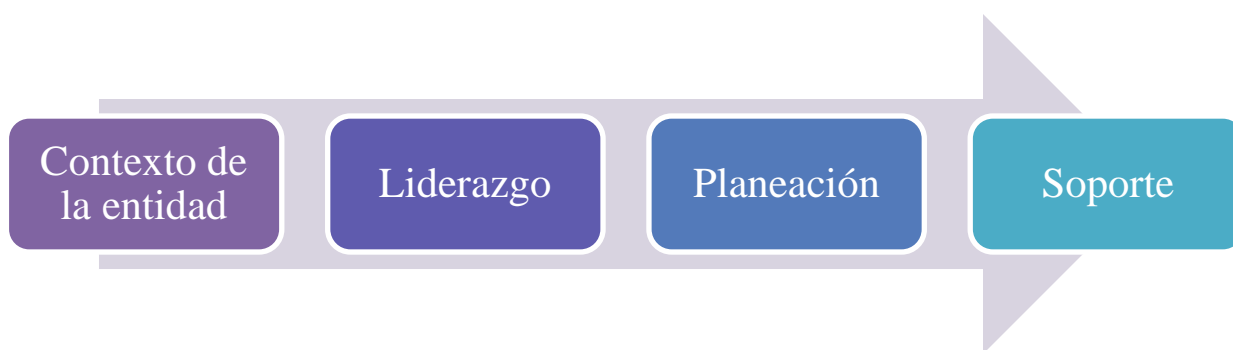 Contexto de
la entidad
Liderazgo
Planeación
Soporte